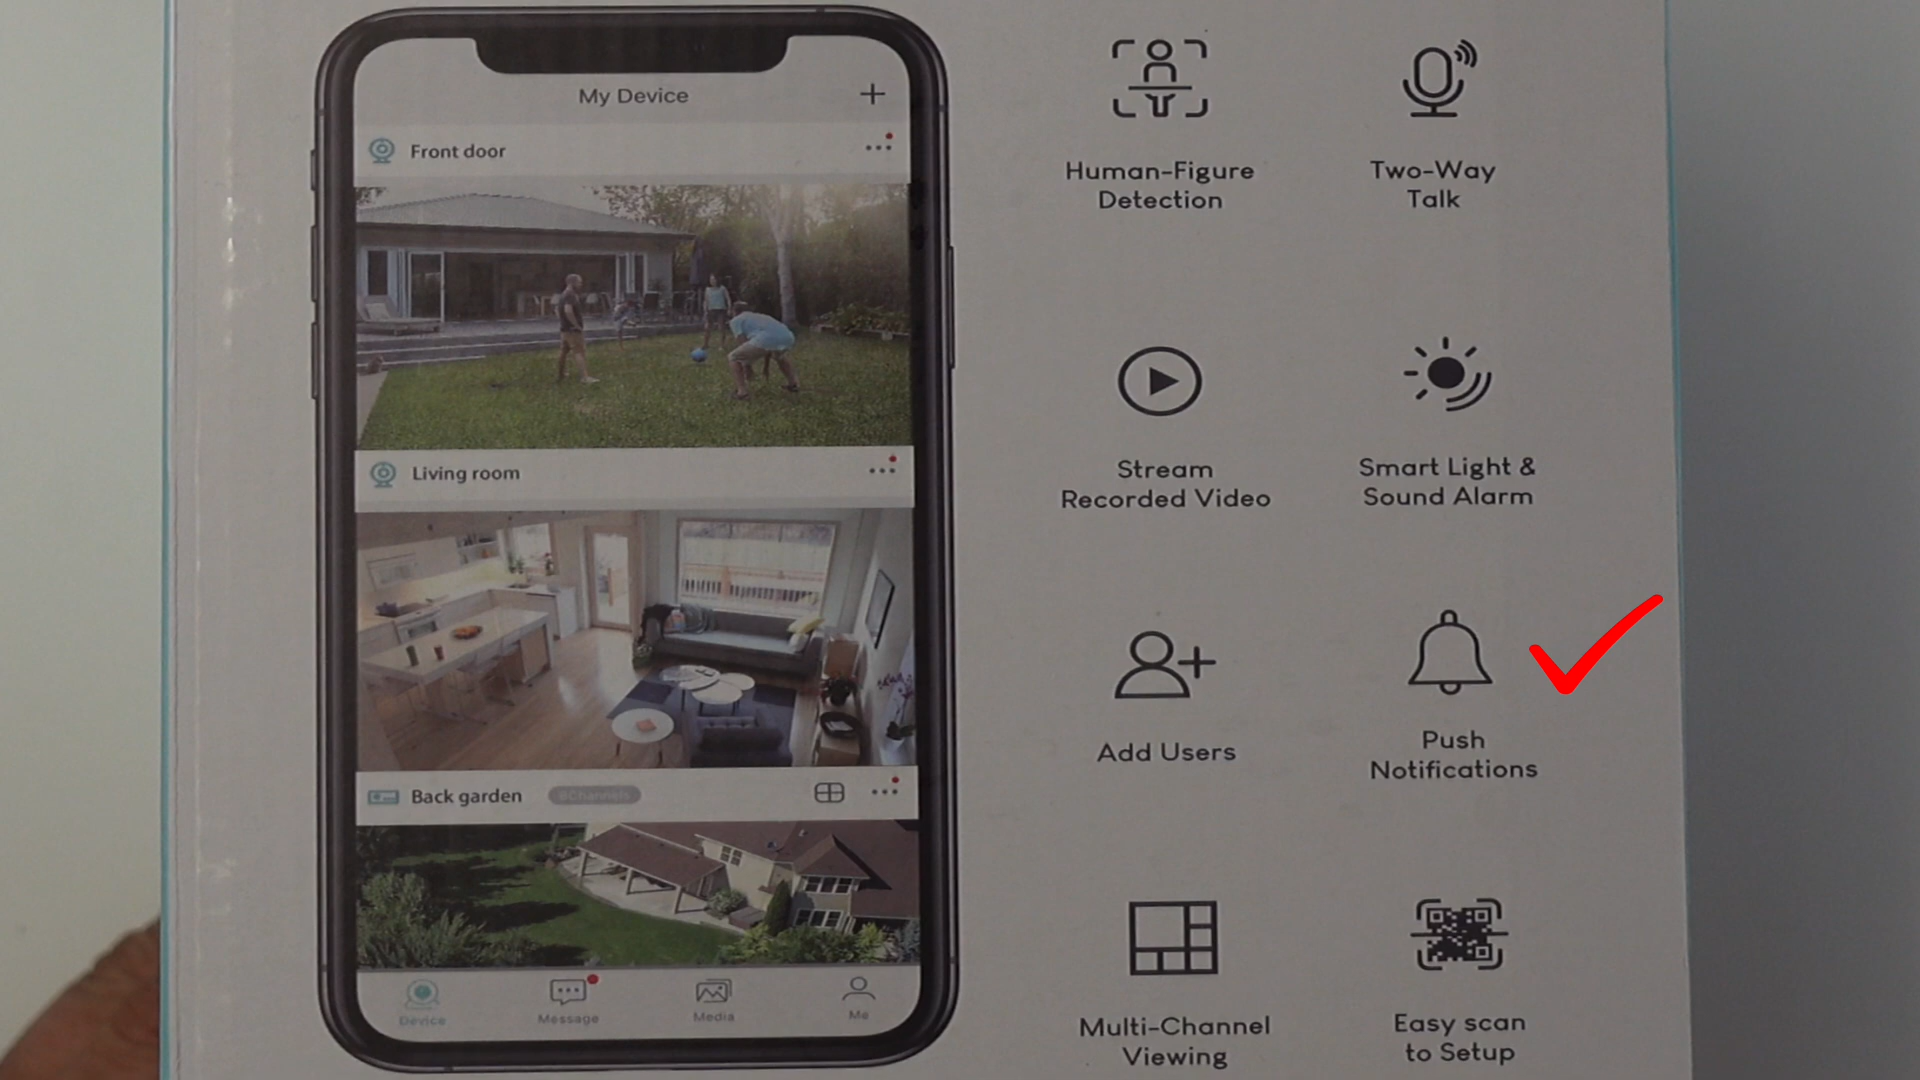 My Device
Front door
Living room
Back garden 8Channels
Device
Message
Media
Me
Human-Figure
Detection
Two-Way
Talk
Stream
Recorded Video
Smart Light &
Sound Alarm
Add Users
Push
Notifications
Multi-Channel
Viewing
Easy scan
to Setup